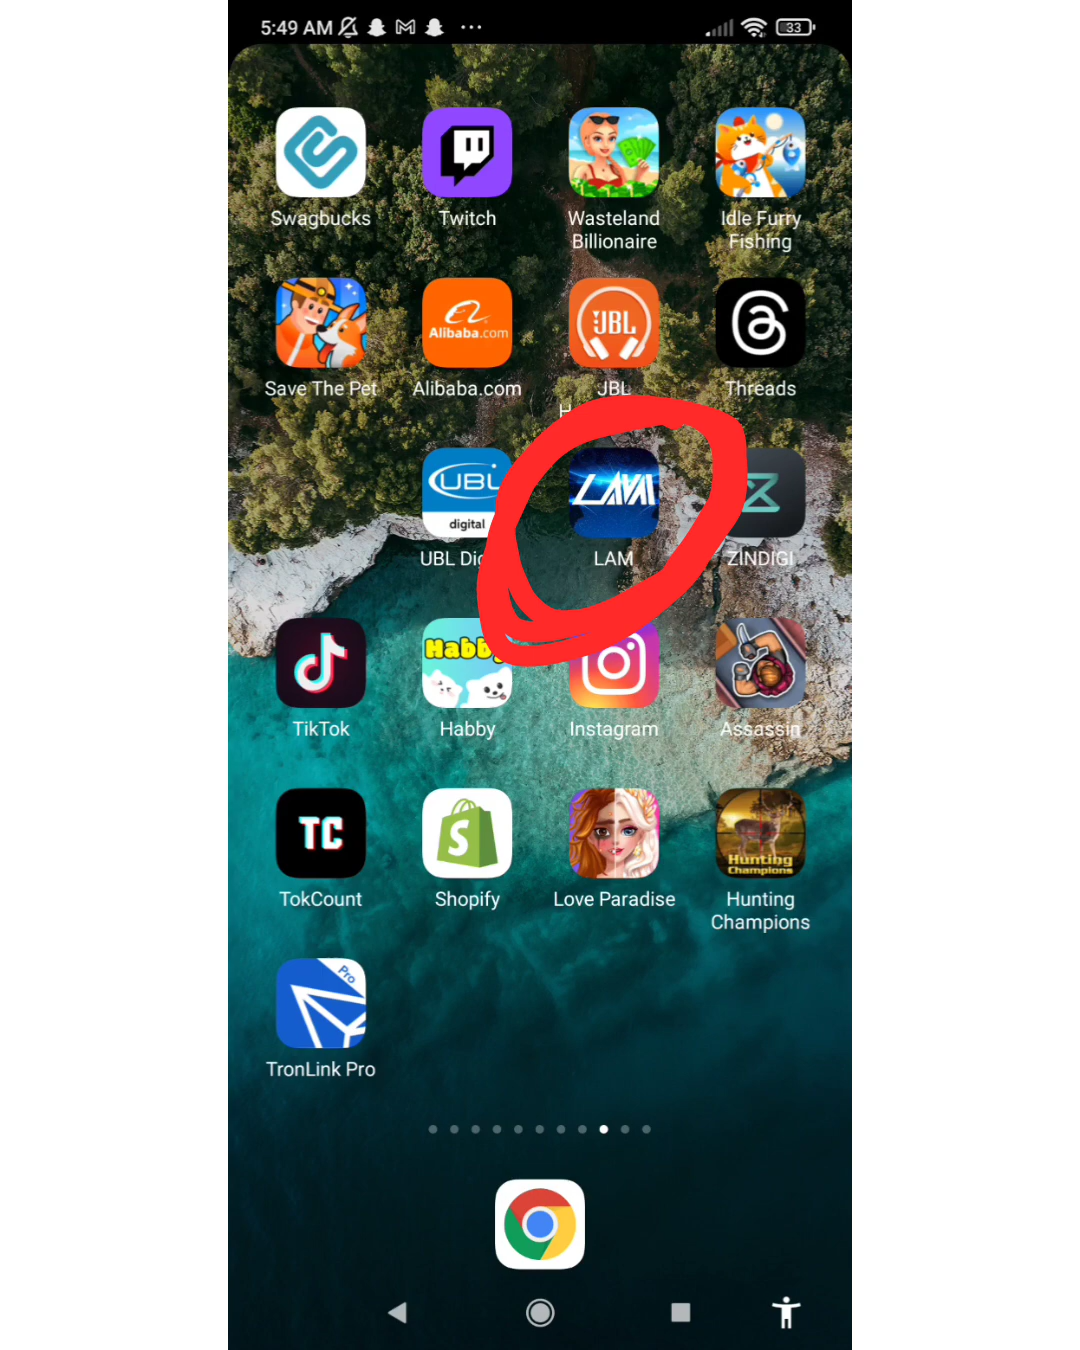 5:49 AM
33
Swagbucks
Twitch
Wasteland
Billionaire
Idle Furry
Fishing
Alibaba.com
JBL
Save The Pet
Alibaba.com
JBL
Threads
UBL
digital
LAM
UBL
LAM
ZINDIGI
Habby
TikTok
Habby
Instagram
Assassin
TC
S
Hunting
Champions
TokCount
Shopify
Love Paradise
Hunting
Champions
Pro
TronLink Pro